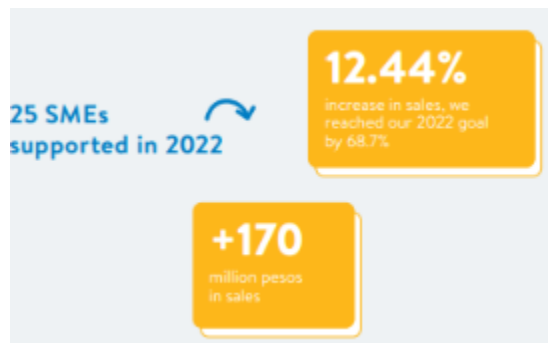 25 SMEs
supported in 2022
12.44%
increase in sales, we
reached our 2022 goal
by 68.7%
+170
million pesos
in sales